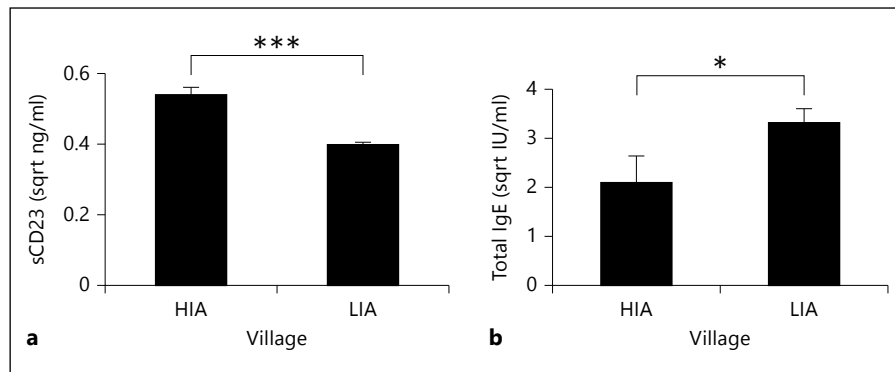 ***
0.6
0.4
0.2
0
sCD23 (sqrt ng/ml)
HIA LIA
Village
a
*
4
3
2
1
0
Total IgE (sqrt IU/ml)
HIA LIA
Village
b